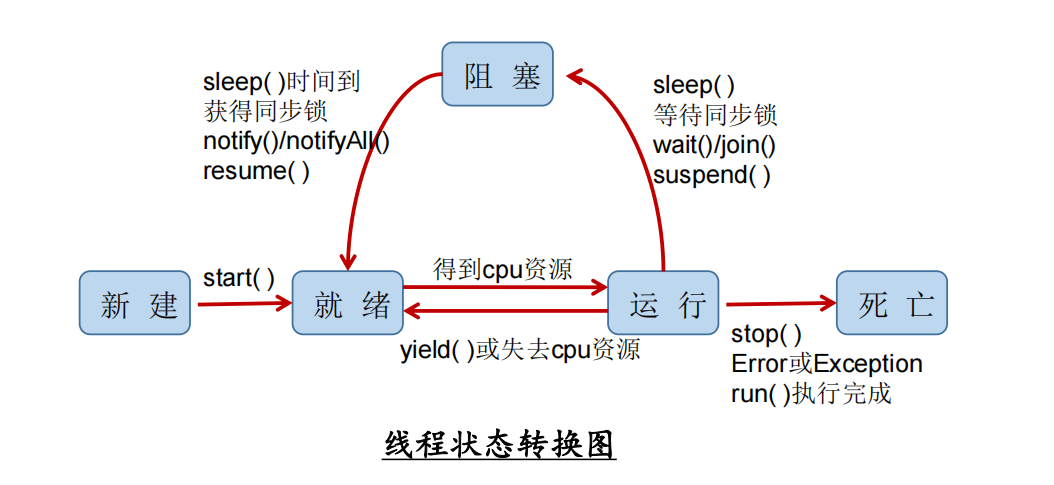 阻 塞
sleep( )时间到
获得同步锁
notify()/notifyAll()
resume( )
sleep( )
等待同步锁
wait()/join()
suspend( )
新 建
start( )
就 绪
得到cpu资源
yield( )或失去cpu资源
运 行
死 亡
stop( )
Error或Exception
run( )执行完成
线程状态转换图